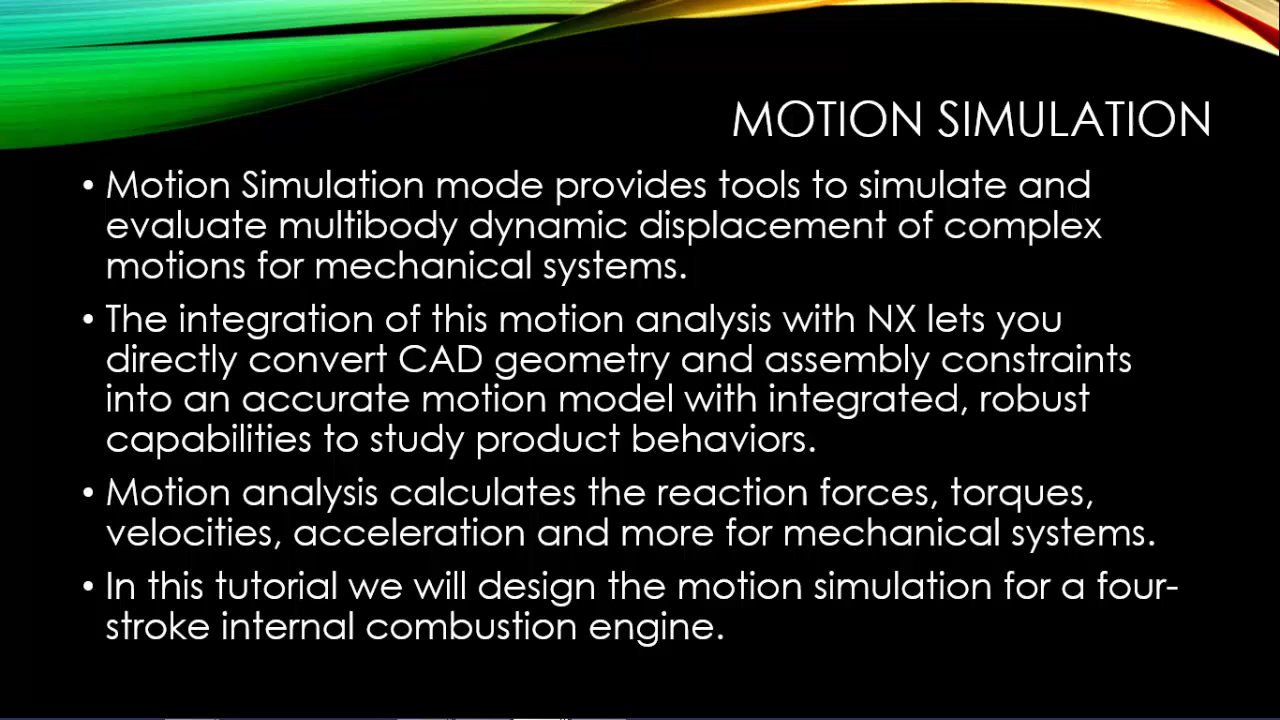 MOTION SIMULATION
• Motion Simulation mode provides tools to simulate and
evaluate multibody dynamic displacement of complex
motions for mechanical systems.
• The integration of this motion analysis with NX lets you
directly convert CAD geometry and assembly constraints
into an accurate motion model with integrated, robust
capabilities to study product behaviors.
• Motion analysis calculates the reaction forces, torques,
velocities, acceleration and more for mechanical systems.
• In this tutorial we will design the motion simulation for a four-
stroke internal combustion engine.